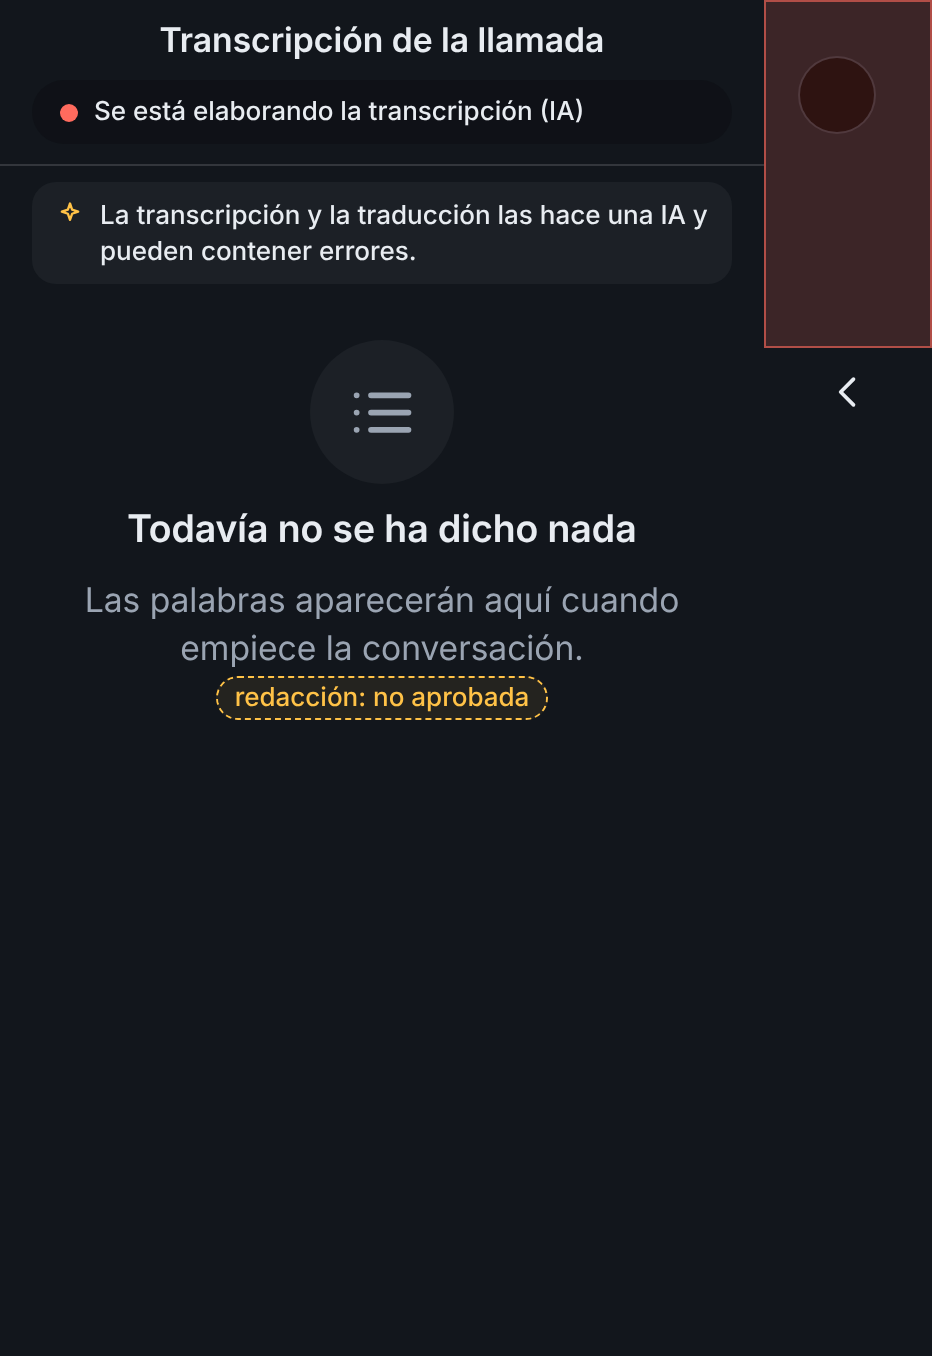 Transcripción de la llamada
Se está elaborando la transcripción (IA)
La transcripción y la traducción las hace una IA y
pueden contener errores.
Todavía no se ha dicho nada
Las palabras aparecerán aquí cuando
empiece la conversación.
redacción: no aprobada